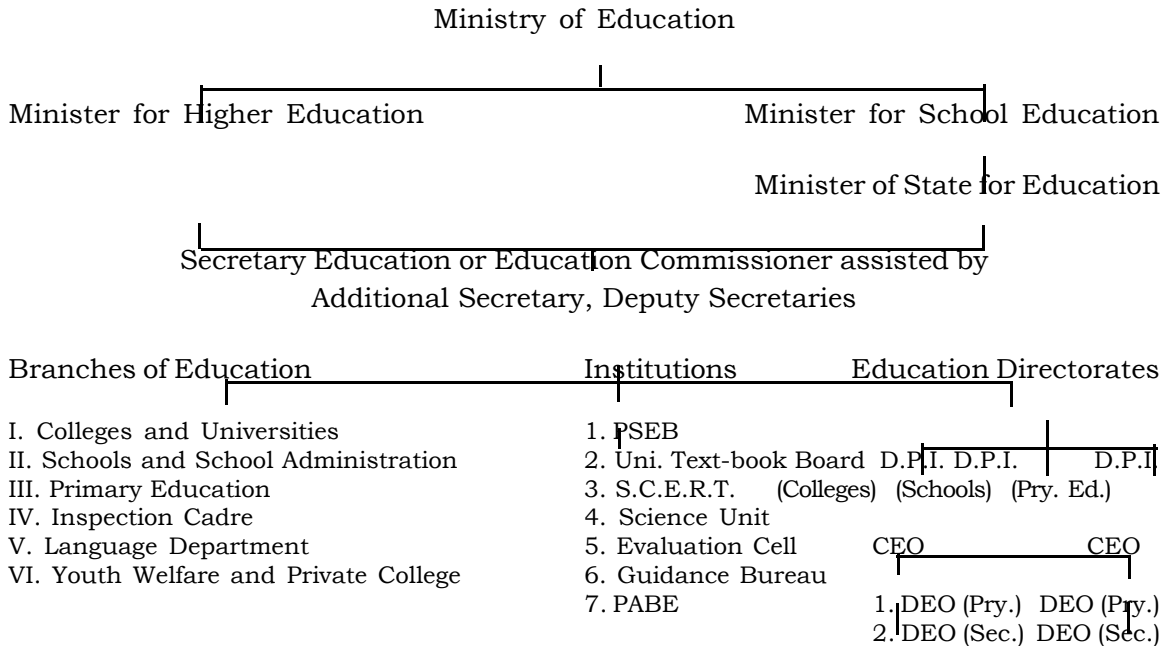 Ministry of Education
Minister for Higher Education Minister for School Education
Minister of State for Education
Secretary Education or Education Commissioner assisted by
Additional Secretary, Deputy Secretaries
Branches of Education Institutions Education Directorates
I. Colleges and Universities 1. PSEB
II. Schools and School Administration 2. Uni. Text-book Board D.P.I. D.P.I. D.P.I.
III. Primary Education 3. S.C.E.R.T. (Colleges) (Schools) (Pry. Ed.)
IV. Inspection Cadre 4. Science Unit
V. Language Department 5. Evaluation Cell CEO CEO
VI. Youth Welfare and Private College 6. Guidance Bureau
7. PABE 1. DEO (Pry.) DEO (Pry.)
2. DEO (Sec.) DEO (Sec.)